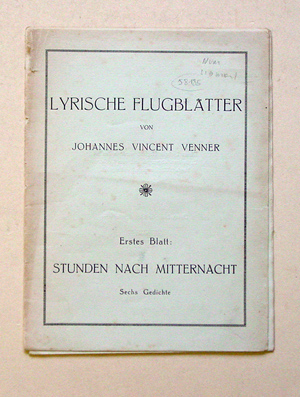 LYRISCHE FLUGBLÄTTER
VON
JOHANNES VINCENT VENNER
Erstes Blatt:
STUNDEN NACH MITTERNACHT
Sechs Gedichte